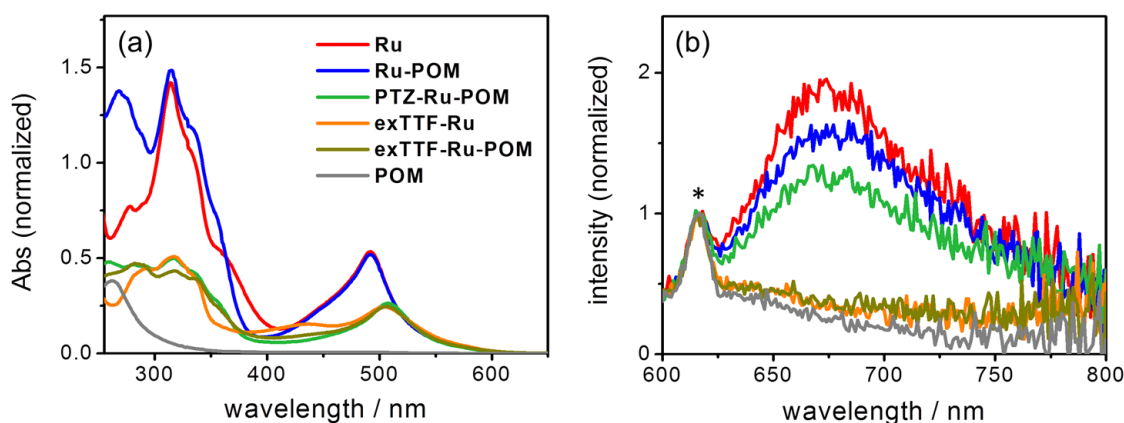 (a)
Ru
Ru-POM
PTZ-Ru-POM
exTTF-Ru
exTTF-Ru-POM
POM
Abs (normalized)
1.5
1.0
0.5
0.0
300
400
500
600
wavelength / nm
(b)
*
intensity (normalized)
2
1
0
600
650
700
750
800
wavelength / nm